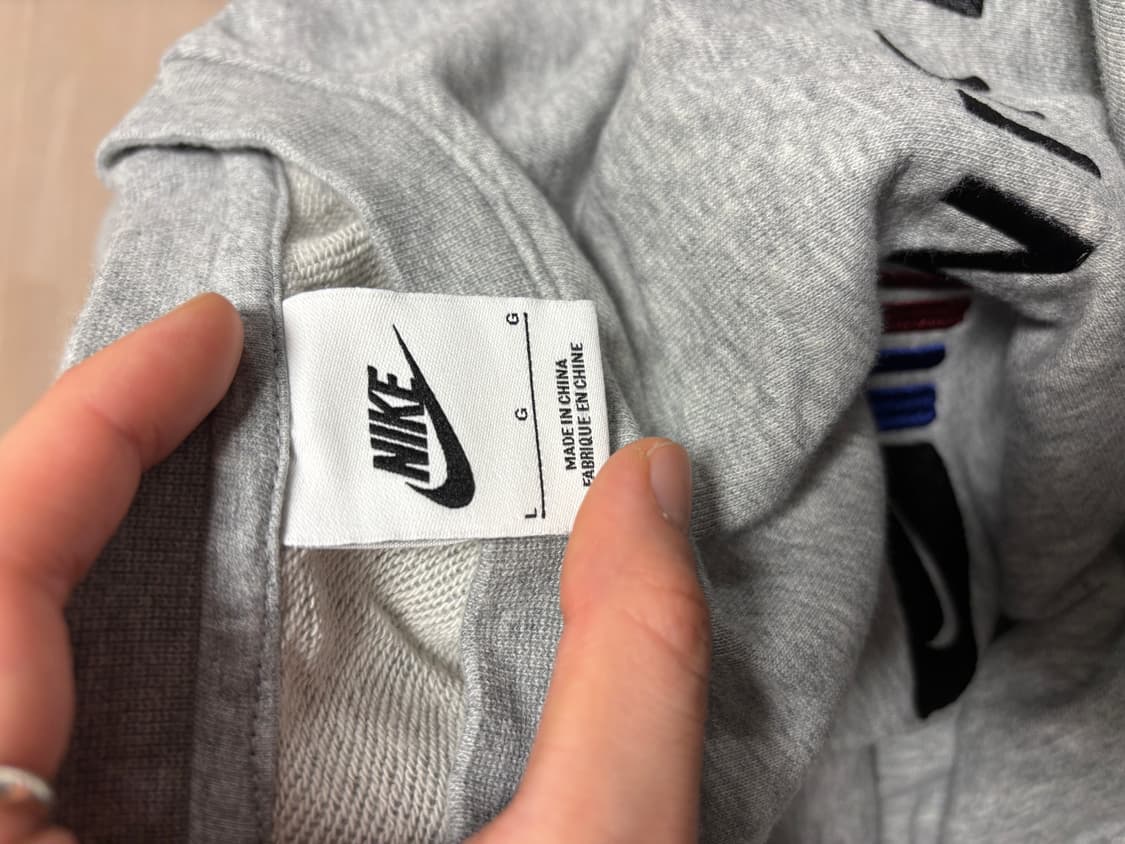 NIKE
L G G
MADE IN CHINA
FABRIQUE EN CHINE